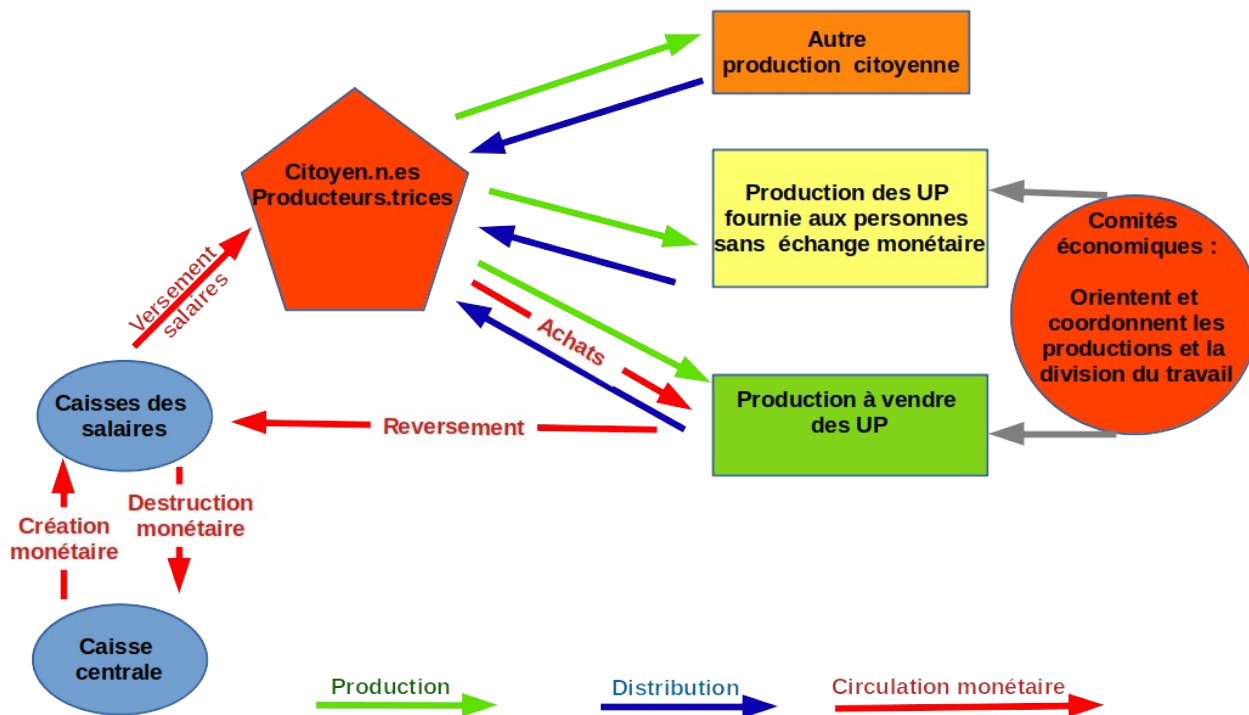 Autre
production citoyenne
Citoyen.n.es
Producteurs.trices
Production des UP
fournie aux personnes
sans échange monétaire
Comités
économiques :
Orientent et
coordonnent les
productions et la
division du travail
Versement
salaires
Achats
Caisses des
salaires
Reversement
Production à vendre
des UP
Création
monétaire
Destruction
monétaire
Caisse
centrale
Production
Distribution
Circulation monétaire